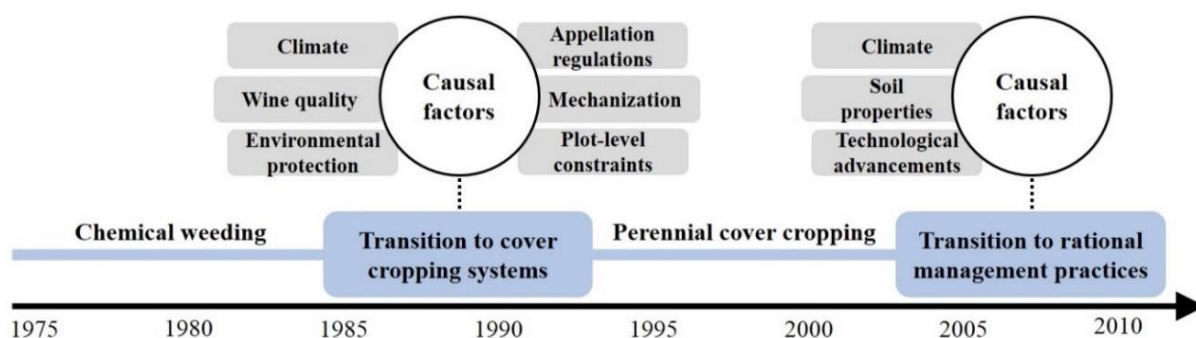 Climate
Wine quality
Environmental
protection
Causal
factors
Appellation
regulations
Mechanization
Plot-level
constraints
Climate
Soil
properties
Technological
advancements
Causal
factors
Chemical weeding
Transition to cover
cropping systems
Perennial cover cropping
Transition to rational
management practices
1975 1980 1985 1990 1995 2000 2005 2010